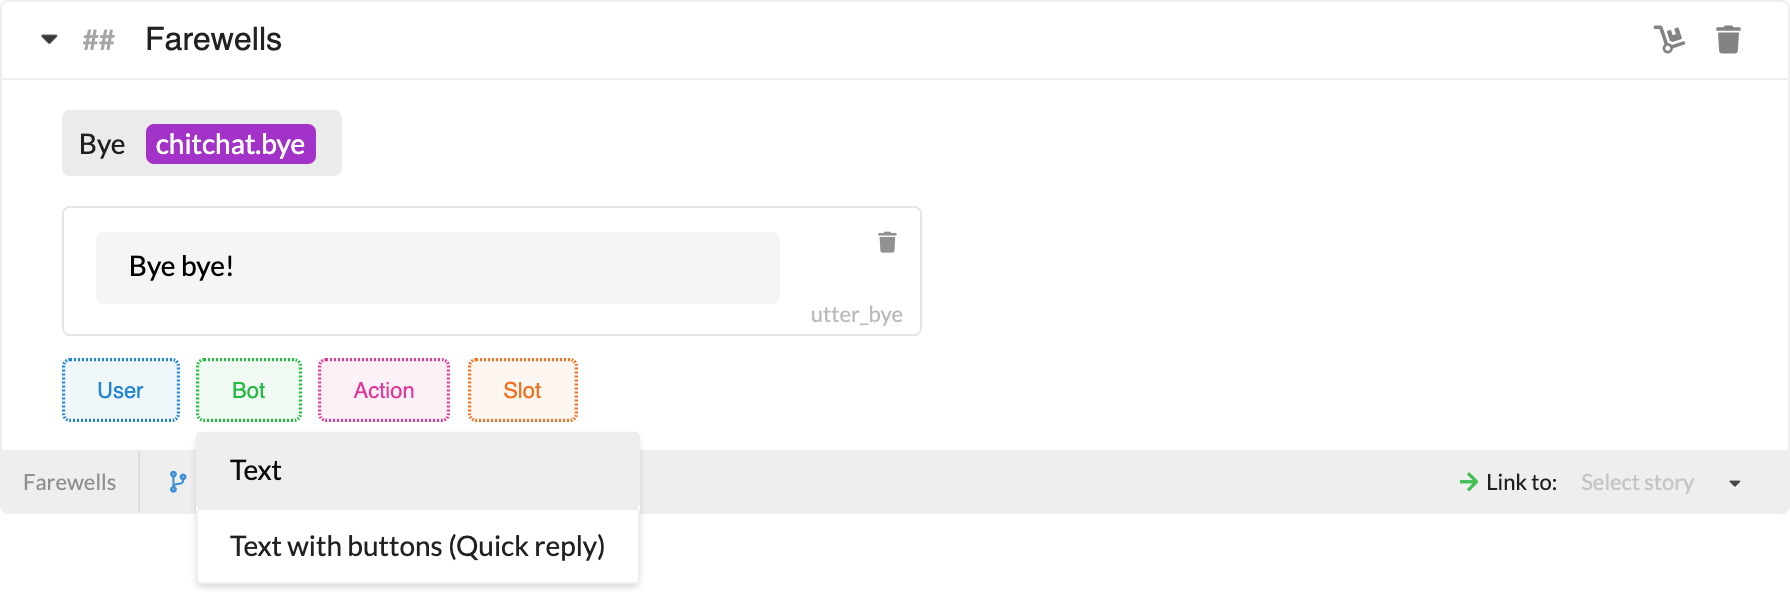 ## Farewells
Bye chitchat.bye
Bye bye!
utter_bye
User Bot Action Slot
Farewells Link to: Select story
Text
Text with buttons (Quick reply)